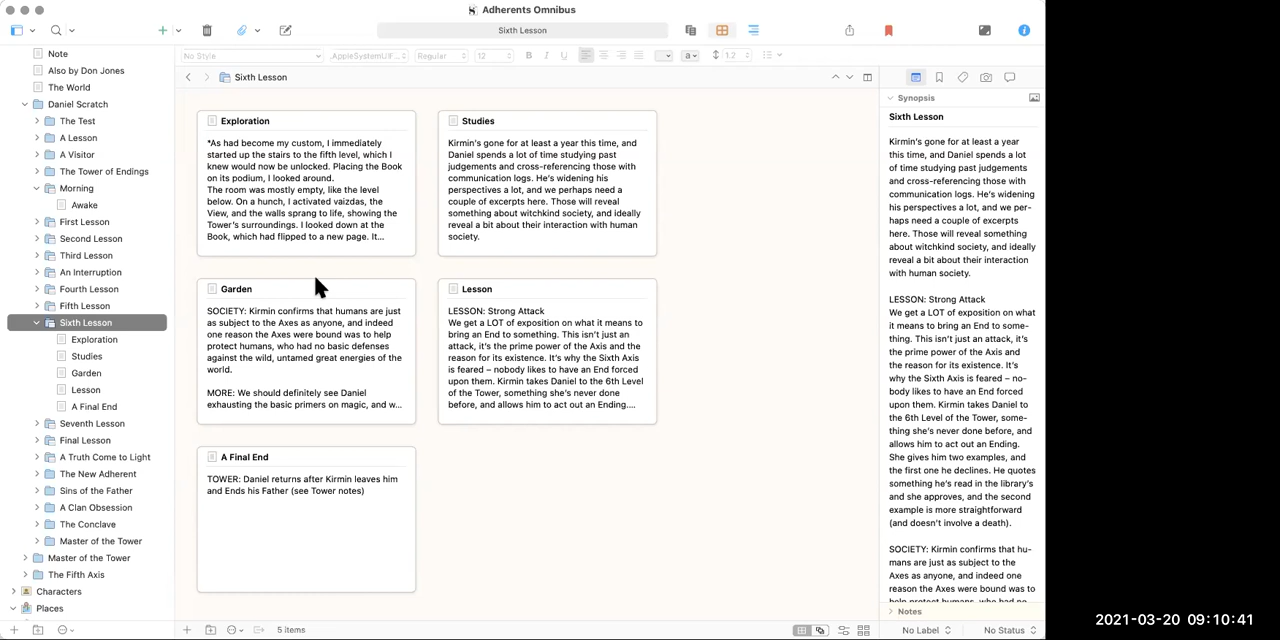 Adherents Omnibus
Sixth Lesson
No Style
.AppleSystemUIF...
Regular
12
B I U
a
1.2
Note
Also by Don Jones
The World
Daniel Scratch
The Test
A Lesson
A Visitor
The Tower of Endings
Morning
Awake
First Lesson
Second Lesson
Third Lesson
An Interruption
Fourth Lesson
Fifth Lesson
Sixth Lesson
Exploration
Studies
Garden
Lesson
A Final End
Seventh Lesson
Final Lesson
A Truth Come to Light
The New Adherent
Sins of the Father
A Clan Obsession
The Conclave
Master of the Tower
Master of the Tower
The Fifth Axis
Characters
Places
Sixth Lesson
Exploration
*As had become my custom, I immediately
started up the stairs to the fifth level, which I
knew would now be unlocked. Placing the Book
on its podium, I looked around.
The room was mostly empty, like the level
below. On a hunch, I activated vaizdas, the
View, and the walls sprang to life, showing the
Tower's surroundings. I looked down at the
Book, which had flipped to a new page. It...
Studies
Kirmin's gone for at least a year this time, and
Daniel spends a lot of time studying past
judgements and cross-referencing those with
communication logs. He's widening his
perspectives a lot, and we perhaps need a
couple of excerpts here. Those will reveal
something about witchkind society, and ideally
reveal a bit about their interaction with human
society.
Garden
SOCIETY: Kirmin confirms that humans are just
as subject to the Axes as anyone, and indeed
one reason the Axes were bound was to help
protect humans, who had no basic defenses
against the wild, untamed great energies of the
world.
MORE: We should definitely see Daniel
exhausting the basic primers on magic, and w...
Lesson
LESSON: Strong Attack
We get a LOT of exposition on what it means to
bring an End to something. This isn't just an
attack, it's the prime power of the Axis and the
reason for its existence. It's why the Sixth Axis
is feared – nobody likes to have an End forced
upon them. Kirmin takes Daniel to the 6th Level
of the Tower, something she's never done
before, and allows him to act out an Ending....
A Final End
TOWER: Daniel returns after Kirmin leaves him
and Ends his Father (see Tower notes)
5 items
Synopsis
Sixth Lesson
Kirmin's gone for at least a year
this time, and Daniel spends a lot
of time studying past judgements
and cross-referencing those with
communication logs. He's widening
his perspectives a lot, and we per-
haps need a couple of excerpts
here. Those will reveal something
about witchkind society, and ideally
reveal a bit about their interaction
with human society.
LESSON: Strong Attack
We get a LOT of exposition on what
it means to bring an End to some-
thing. This isn't just an attack, it's
the prime power of the Axis and the
reason for its existence. It's why
the Sixth Axis is feared – no-
body likes to have an End forced
upon them. Kirmin takes Daniel to
the 6th Level of the Tower, some-
thing she's never done before, and
allows him to act out an Ending.
She gives him two examples, and
the first one he declines. He quotes
something he's read in the library's
and she approves, and the second
example is more straightforward
(and doesn't involve a death).
SOCIETY: Kirmin confirms that hu-
mans are just as subject to the
Axes as anyone, and indeed one
reason the Axes were bound was to
help protect humans, who had no
Notes
No Label
No Status
2021-03-20 09:10:41